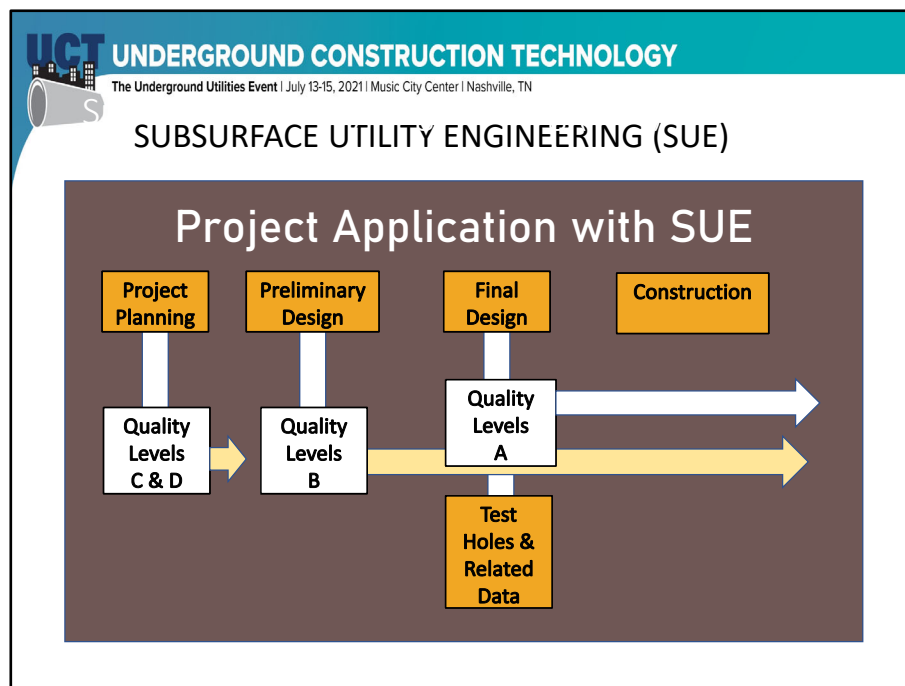 UCT UNDERGROUND CONSTRUCTION TECHNOLOGY
The Underground Utilities Event | July 13-15, 2021 | Music City Center | Nashville, TN
S
SUBSURFACE UTILITY ENGINEERING (SUE)
Project Application with SUE
Project
Planning
Preliminary
Design
Final
Design
Construction
Quality
Levels
C & D
Quality
Levels
B
Quality
Levels
A
Test
Holes &
Related
Data